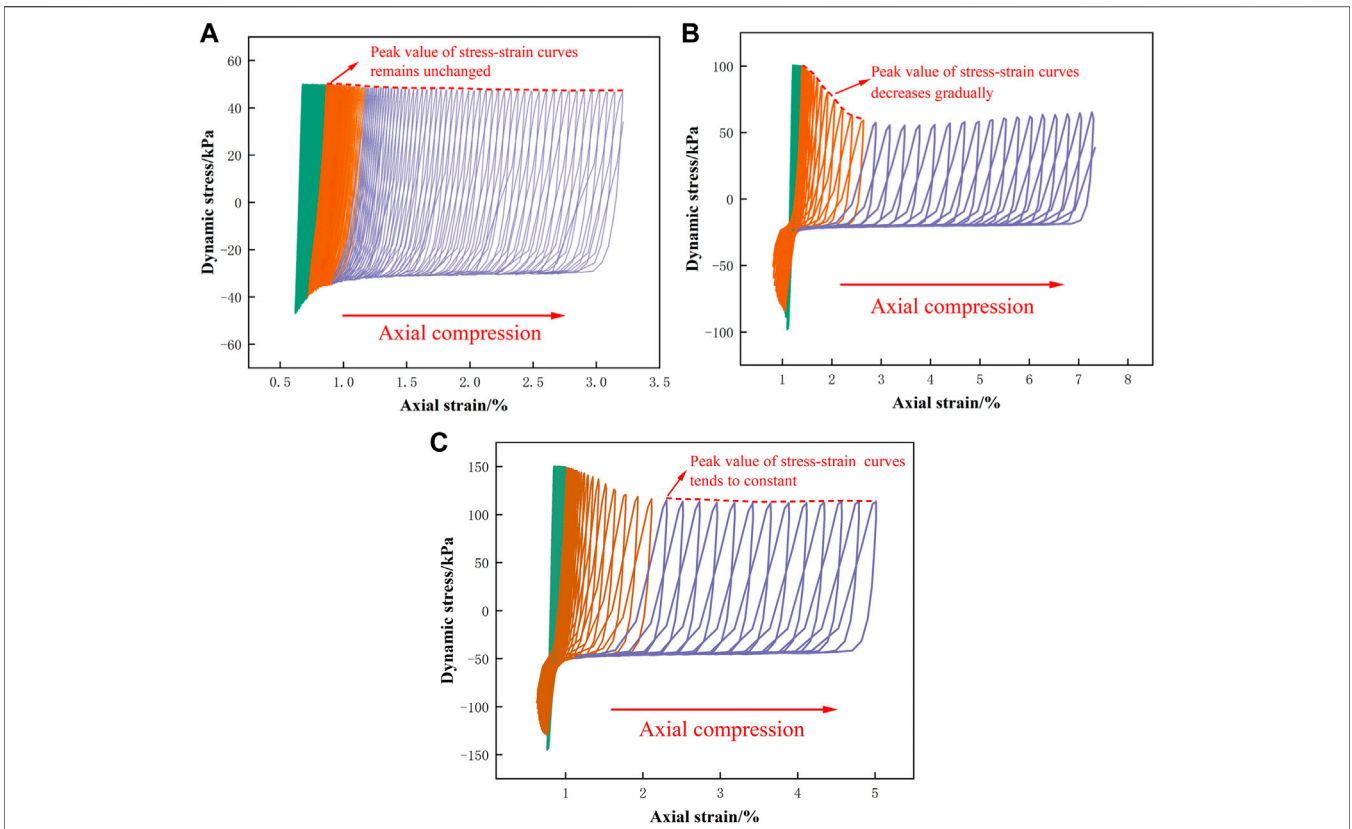 A
Peak value of stress-strain curves
remains unchanged
Dynamic stress/kPa
60
40
20
0
−20
−40
−60
Axial compression
0.5 1.0 1.5 2.0 2.5 3.0 3.5
Axial strain/%
B
Peak value of stress-strain curves
decreases gradually
Dynamic stress/kPa
100
50
0
−50
−100
Axial compression
1 2 3 4 5 6 7 8
Axial strain/%
C
Peak value of stress-strain curves
tends to constant
Dynamic stress/kPa
150
100
50
0
−50
−100
−150
Axial compression
1 2 3 4 5
Axial strain/%